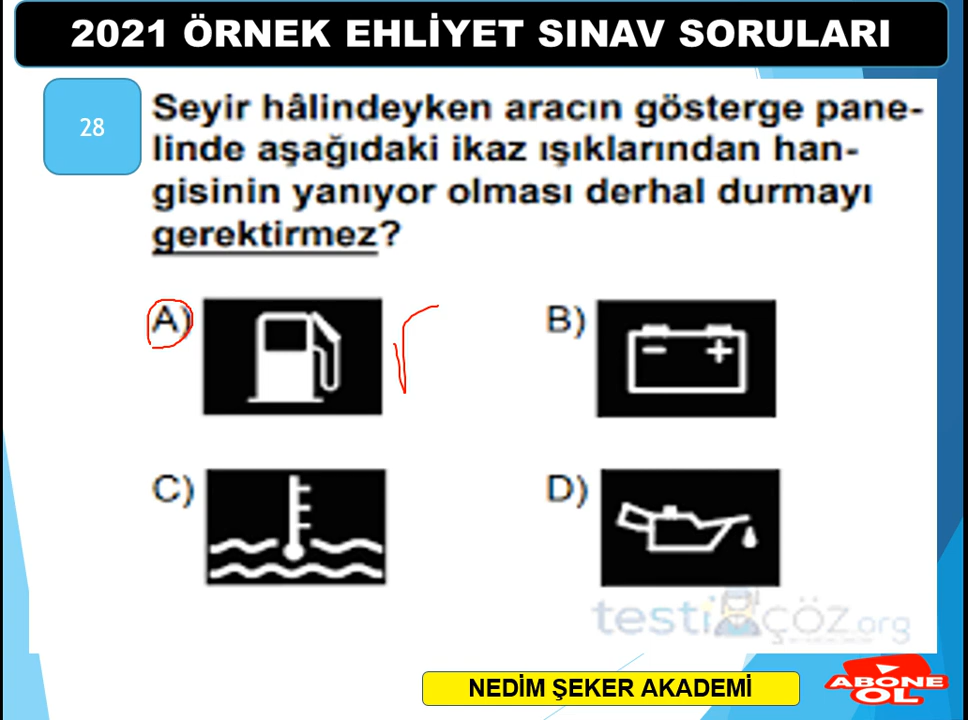 2021 ÖRNEK EHLİYET SINAV SORULARI
28
Seyir hâlindeyken aracın gösterge pane-
linde aşağıdaki ikaz ışıklarından han-
gisinin yanıyor olması derhal durmayı
gerektirmez?
A)
B)
- +
C)
D)
testiçöz.org
NEDİM ŞEKER AKADEMİ
ABONE
OL